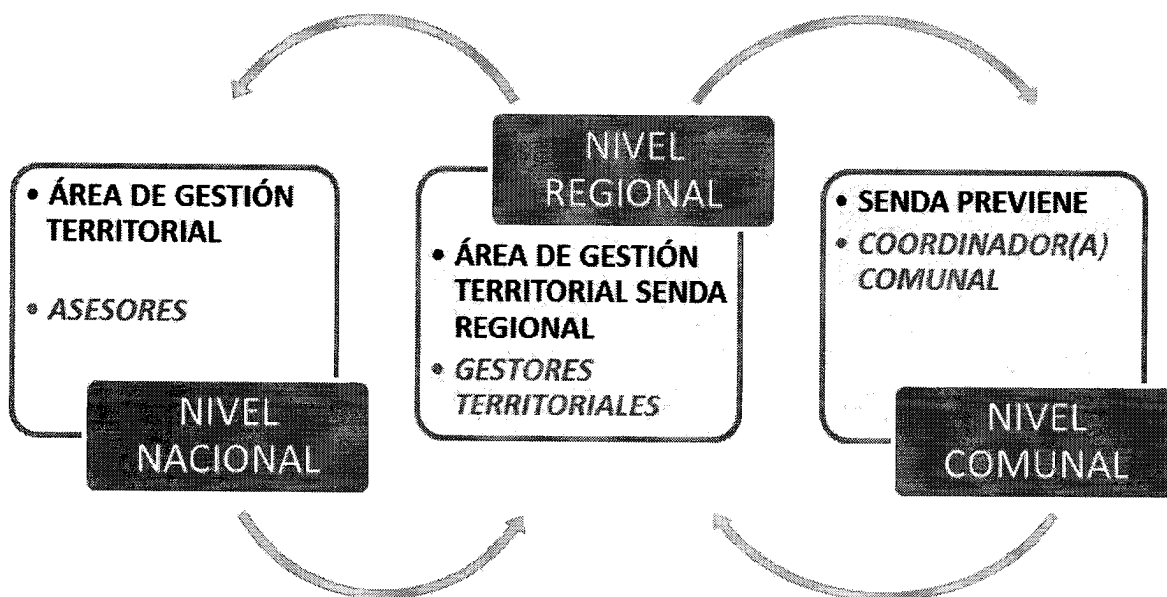 • ÁREA DE GESTIÓN
TERRITORIAL
• ASESORES
NIVEL
NACIONAL
NIVEL
REGIONAL
• ÁREA DE GESTIÓN
TERRITORIAL SENDA
REGIONAL
• GESTORES
TERRITORIALES
• SENDA PREVIENE
• COORDINADOR(A)
COMUNAL
NIVEL
COMUNAL